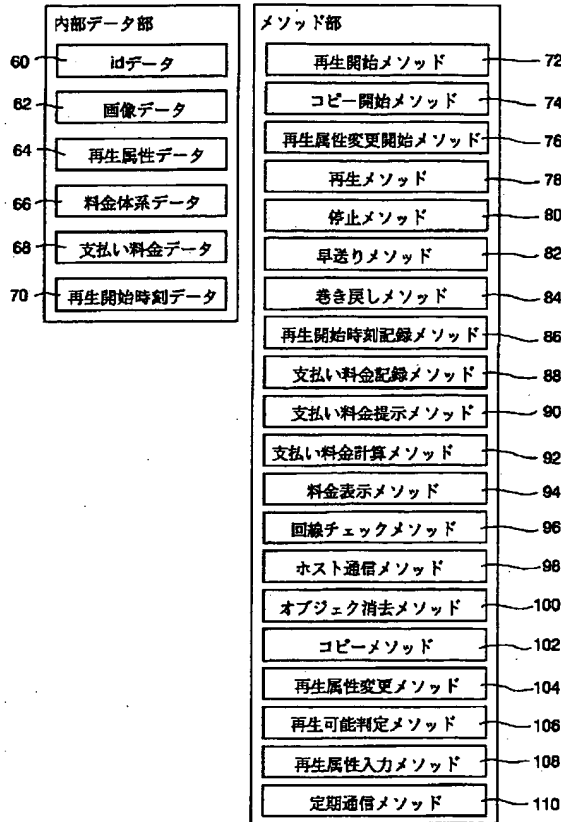 内部データ部
60 idデータ
62 画像データ
64 再生属性データ
66 料金体系データ
68 支払い料金データ
70 再生開始時刻データ
メソッド部
再生開始メソッド 72
コピー開始メソッド 74
再生属性変更開始メソッド 76
再生メソッド 78
停止メソッド 80
早送りメソッド 82
巻き戻しメソッド 84
再生開始時刻記録メソッド 86
支払い料金記録メソッド 88
支払い料金提示メソッド 90
支払い料金計算メソッド 92
料金表示メソッド 94
回線チェックメソッド 96
ホスト通信メソッド 98
オブジェク消去メソッド 100
コピーメソッド 102
再生属性変更メソッド 104
再生可能判定メソッド 106
再生属性入力メソッド 108
定期通信メソッド 110